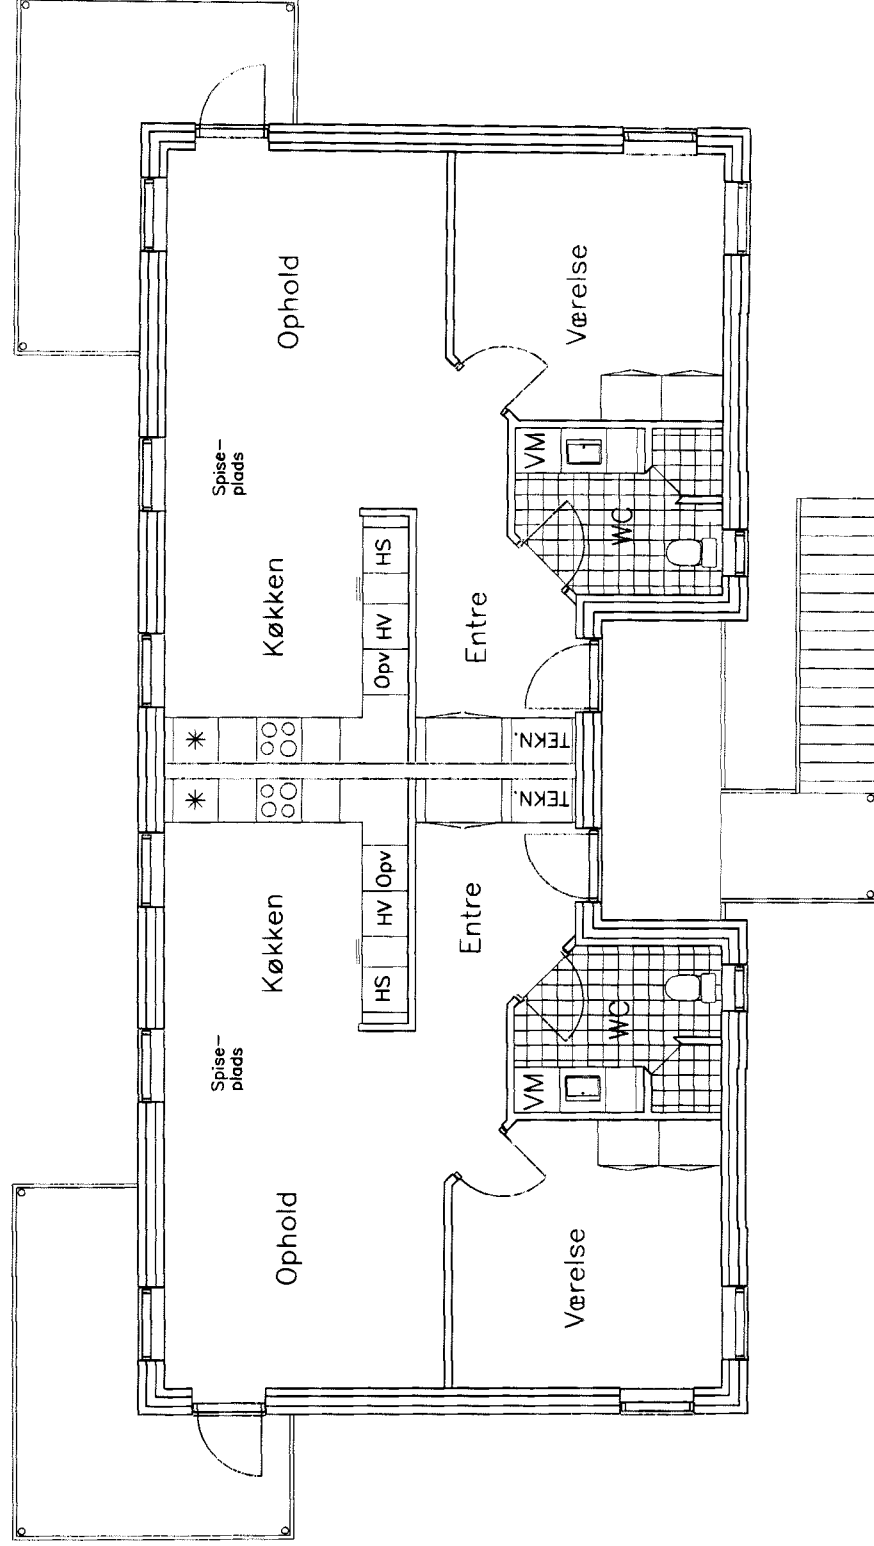 Ophold
Værelse
Spise-
plads
VM
WC
Køkken
HS
HV
Opv
Entre
TEKN.
TEKN.
Køkken
Opv
HV
HS
Entre
Spise-
plads
WC
VM
Ophold
Værelse